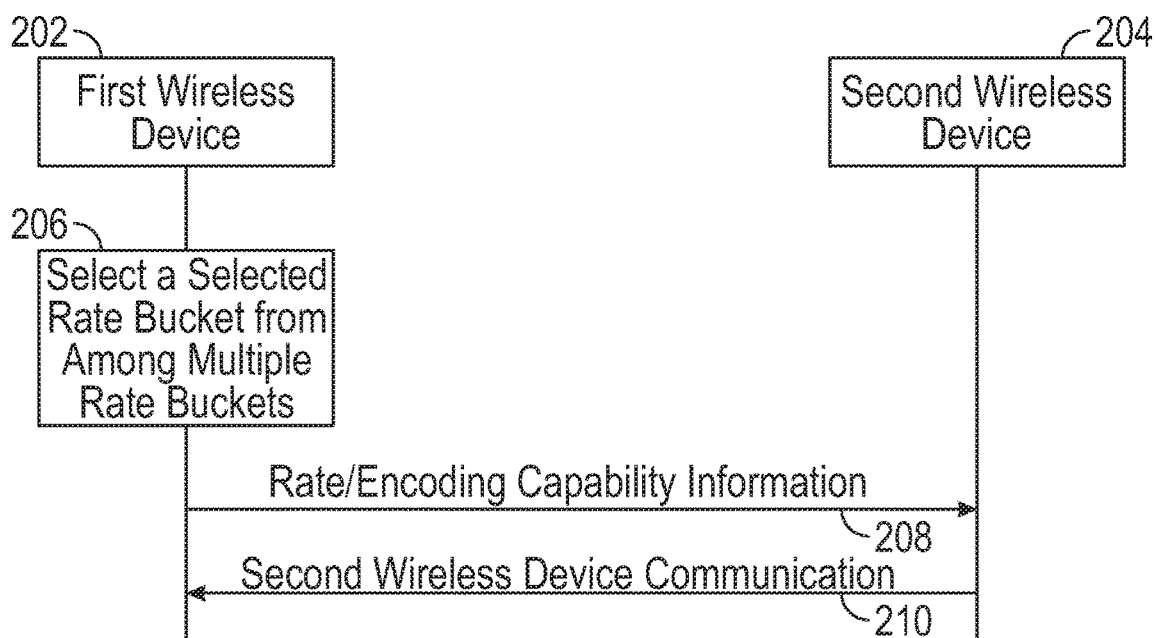 202
204
First Wireless
Device
Second Wireless
Device
206
Select a Selected
Rate Bucket from
Among Multiple
Rate Buckets
Rate/Encoding Capability Information
208
Second Wireless Device Communication
210